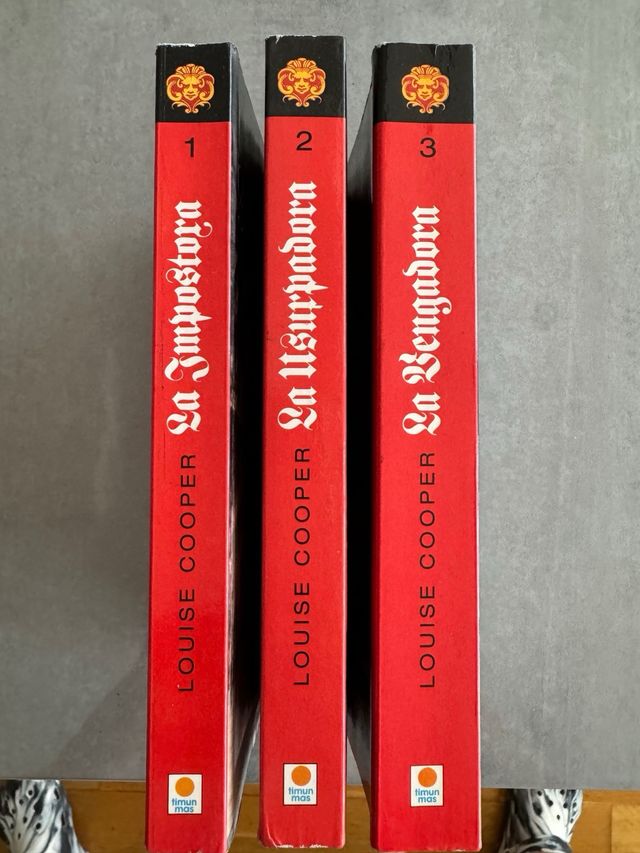 1
La Impostora
LOUISE COOPER
timun
mas
2
La Usurpadora
LOUISE COOPER
timun
mas
3
La Vengadora
LOUISE COOPER
timun
mas